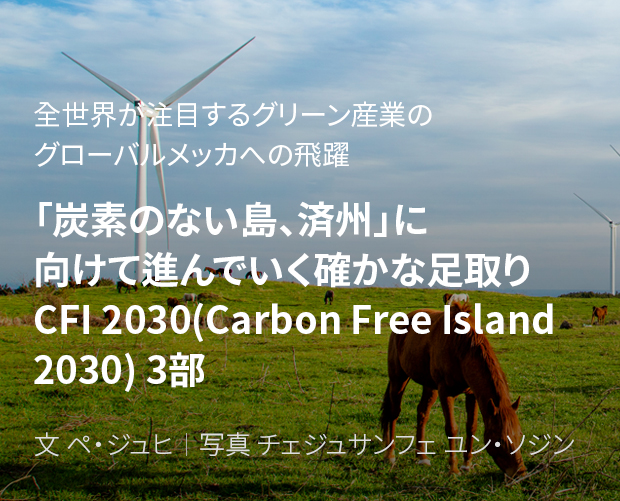 全世界が注目するグリーン産業の
グローバルメッカへの飛躍
「炭素のない島、済州」に
向けて進んでいく確かな足取り
CFI 2030(Carbon Free Island
2030) 3部
文 ペ・ジュヒ｜写真 チェジュサンフェ ユン・ソジン